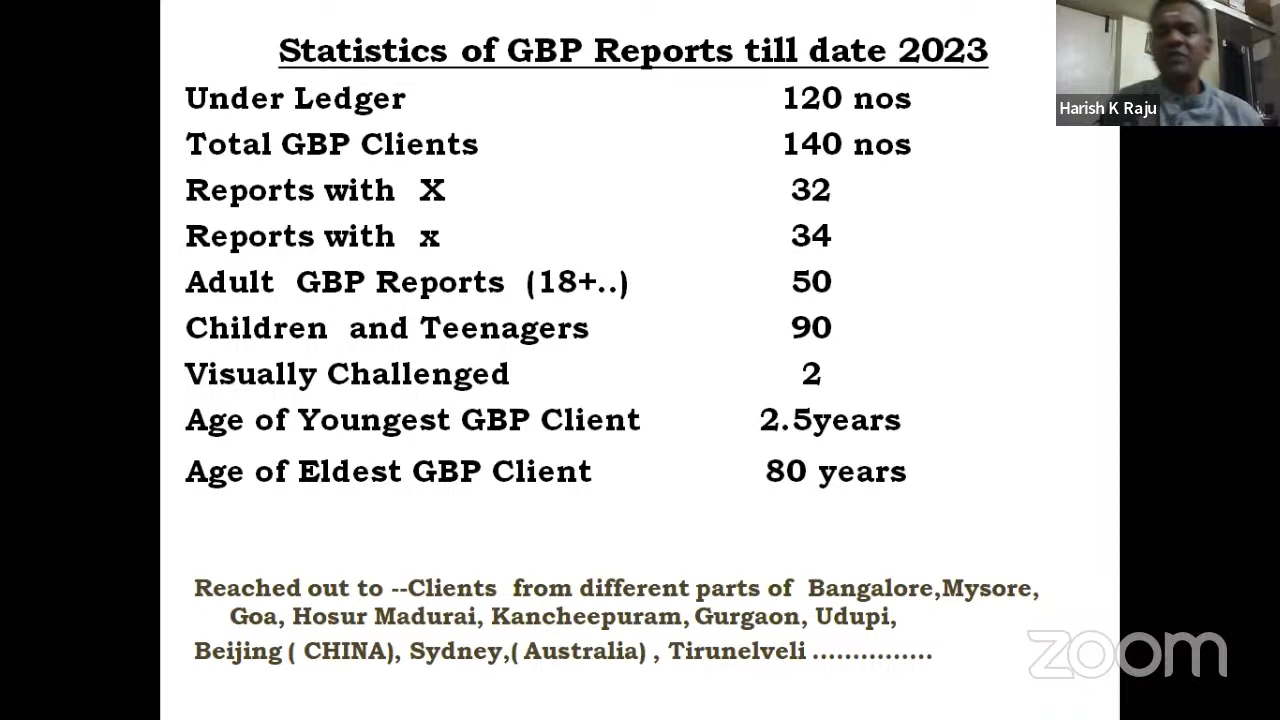 Statistics of GBP Reports till date 2023
Under Ledger 120 nos
Total GBP Clients 140 nos
Reports with X 32
Reports with x 34
Adult GBP Reports (18+..) 50
Children and Teenagers 90
Visually Challenged 2
Age of Youngest GBP Client 2.5years
Age of Eldest GBP Client 80 years
Reached out to --Clients from different parts of Bangalore,Mysore,
Goa, Hosur Madurai, Kancheepuram, Gurgaon, Udupi,
Beijing ( CHINA), Sydney,( Australia) , Tirunelveli ...............
Harish K Raju
zoom